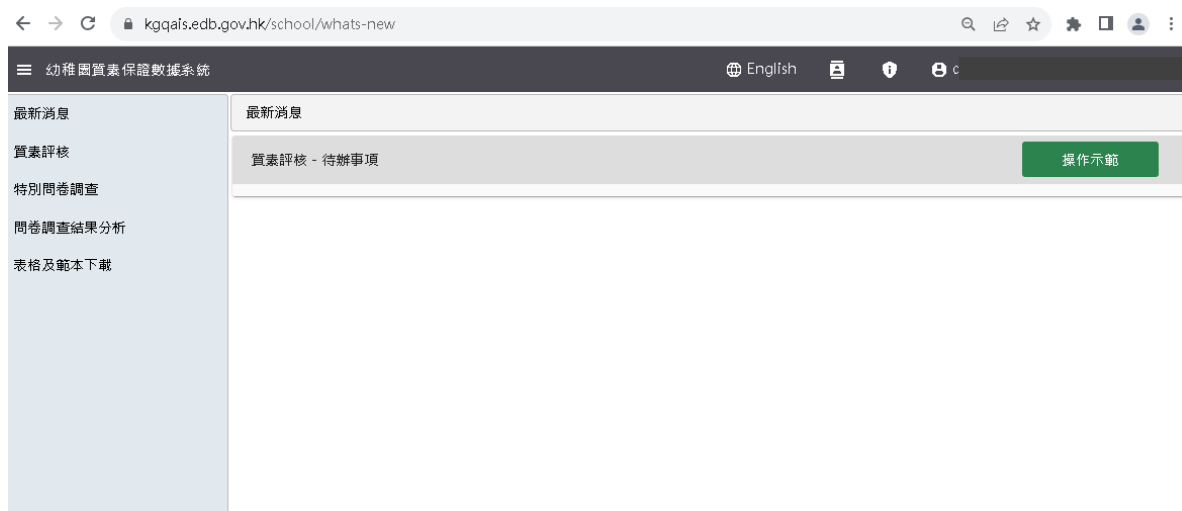 kgqais.edb.gov.hk/school/whats-new
幼稚園質素保證數據系統
English
最新消息
質素評核
特別問卷調查
問卷調查結果分析
表格及範本下載
最新消息
質素評核 - 待辦事項
操作示範